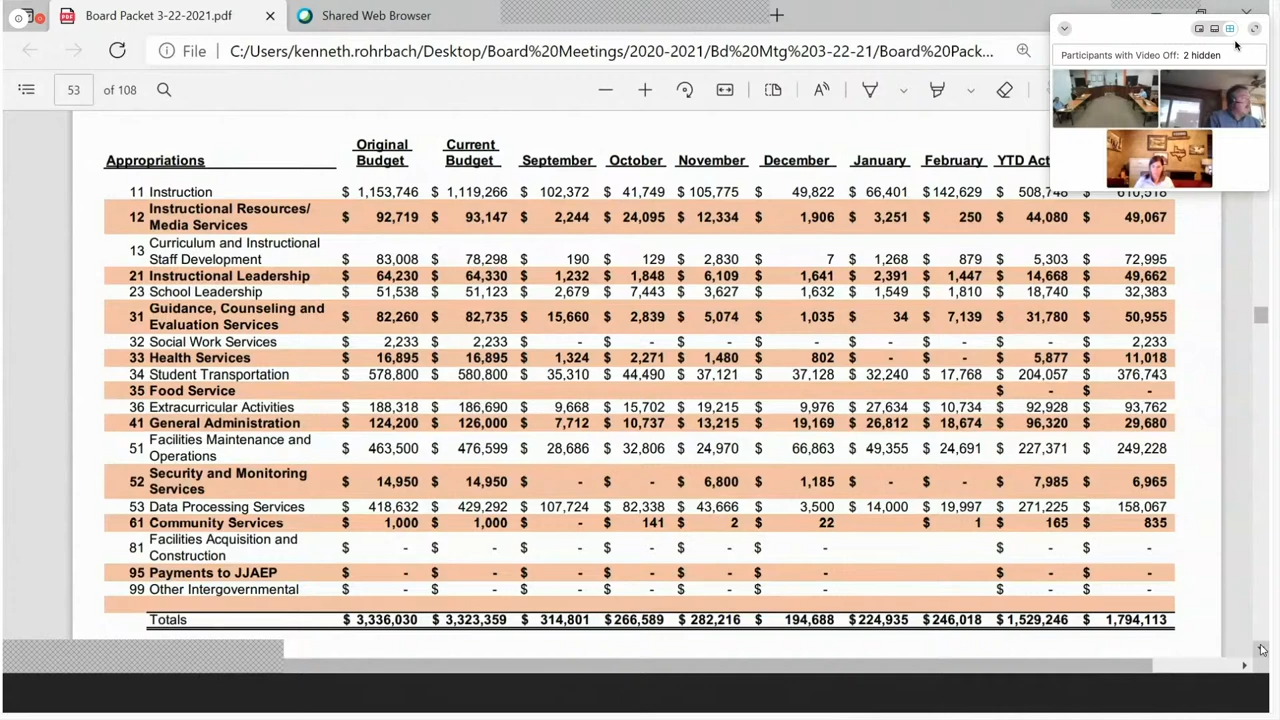 Board Packet 3-22-2021.pdf Shared Web Browser
File C:/Users/kenneth.rohrbach/Desktop/Board%20Meetings/2020-2021/Bd%20Mtg%203-22-21/Board%20Pack...
Participants with Video Off: 2 hidden
53 of 108
Original Current
Appropriations Budget Budget September October November December January February YTD Act
11 Instruction $ 1,153,746 $ 1,119,266 $ 102,372 $ 41,749 $ 105,775 $ 49,822 $ 66,401 $ 142,629 $ 508,748 $ 610,518
Instructional Resources/
12 Media Services $ 92,719 $ 93,147 $ 2,244 $ 24,095 $ 12,334 $ 1,906 $ 3,251 $ 250 $ 44,080 $ 49,067
Curriculum and Instructional
13 Staff Development $ 83,008 $ 78,298 $ 190 $ 129 $ 2,830 $ 7 $ 1,268 $ 879 $ 5,303 $ 72,995
21 Instructional Leadership $ 64,230 $ 64,330 $ 1,232 $ 1,848 $ 6,109 $ 1,641 $ 2,391 $ 1,447 $ 14,668 $ 49,662
23 School Leadership $ 51,538 $ 51,123 $ 2,679 $ 7,443 $ 3,627 $ 1,632 $ 1,549 $ 1,810 $ 18,740 $ 32,383
Guidance, Counseling and
31 Evaluation Services $ 82,260 $ 82,735 $ 15,660 $ 2,839 $ 5,074 $ 1,035 $ 34 $ 7,139 $ 31,780 $ 50,955
32 Social Work Services $ 2,233 $ 2,233 $ - $ - $ - $ - $ - $ - $ - $ 2,233
33 Health Services $ 16,895 $ 16,895 $ 1,324 $ 2,271 $ 1,480 $ 802 $ - $ - $ 5,877 $ 11,018
34 Student Transportation $ 578,800 $ 580,800 $ 35,310 $ 44,490 $ 37,121 $ 37,128 $ 32,240 $ 17,768 $ 204,057 $ 376,743
35 Food Service $ - $ -
36 Extracurricular Activities $ 188,318 $ 186,690 $ 9,668 $ 15,702 $ 19,215 $ 9,976 $ 27,634 $ 10,734 $ 92,928 $ 93,762
41 General Administration $ 124,200 $ 126,000 $ 7,712 $ 10,737 $ 13,215 $ 19,169 $ 26,812 $ 18,674 $ 96,320 $ 29,680
Facilities Maintenance and
51 Operations $ 463,500 $ 476,599 $ 28,686 $ 32,806 $ 24,970 $ 66,863 $ 49,355 $ 24,691 $ 227,371 $ 249,228
Security and Monitoring
52 Services $ 14,950 $ 14,950 $ - $ - $ 6,800 $ 1,185 $ - $ - $ 7,985 $ 6,965
53 Data Processing Services $ 418,632 $ 429,292 $ 107,724 $ 82,338 $ 43,666 $ 3,500 $ 14,000 $ 19,997 $ 271,225 $ 158,067
61 Community Services $ 1,000 $ 1,000 $ - $ 141 $ 2 $ 22 $ 1 $ 165 $ 835
Facilities Acquisition and
81 Construction $ - $ - $ - $ - $ - $ - $ - $ -
95 Payments to JJAEP $ - $ - $ - $ - $ - $ - $ - $ -
99 Other Intergovernmental $ - $ - $ - $ - $ - $ - $ - $ -
Totals $ 3,336,030 $ 3,323,359 $ 314,801 $ 266,589 $ 282,216 $ 194,688 $ 224,935 $ 246,018 $ 1,529,246 $ 1,794,113